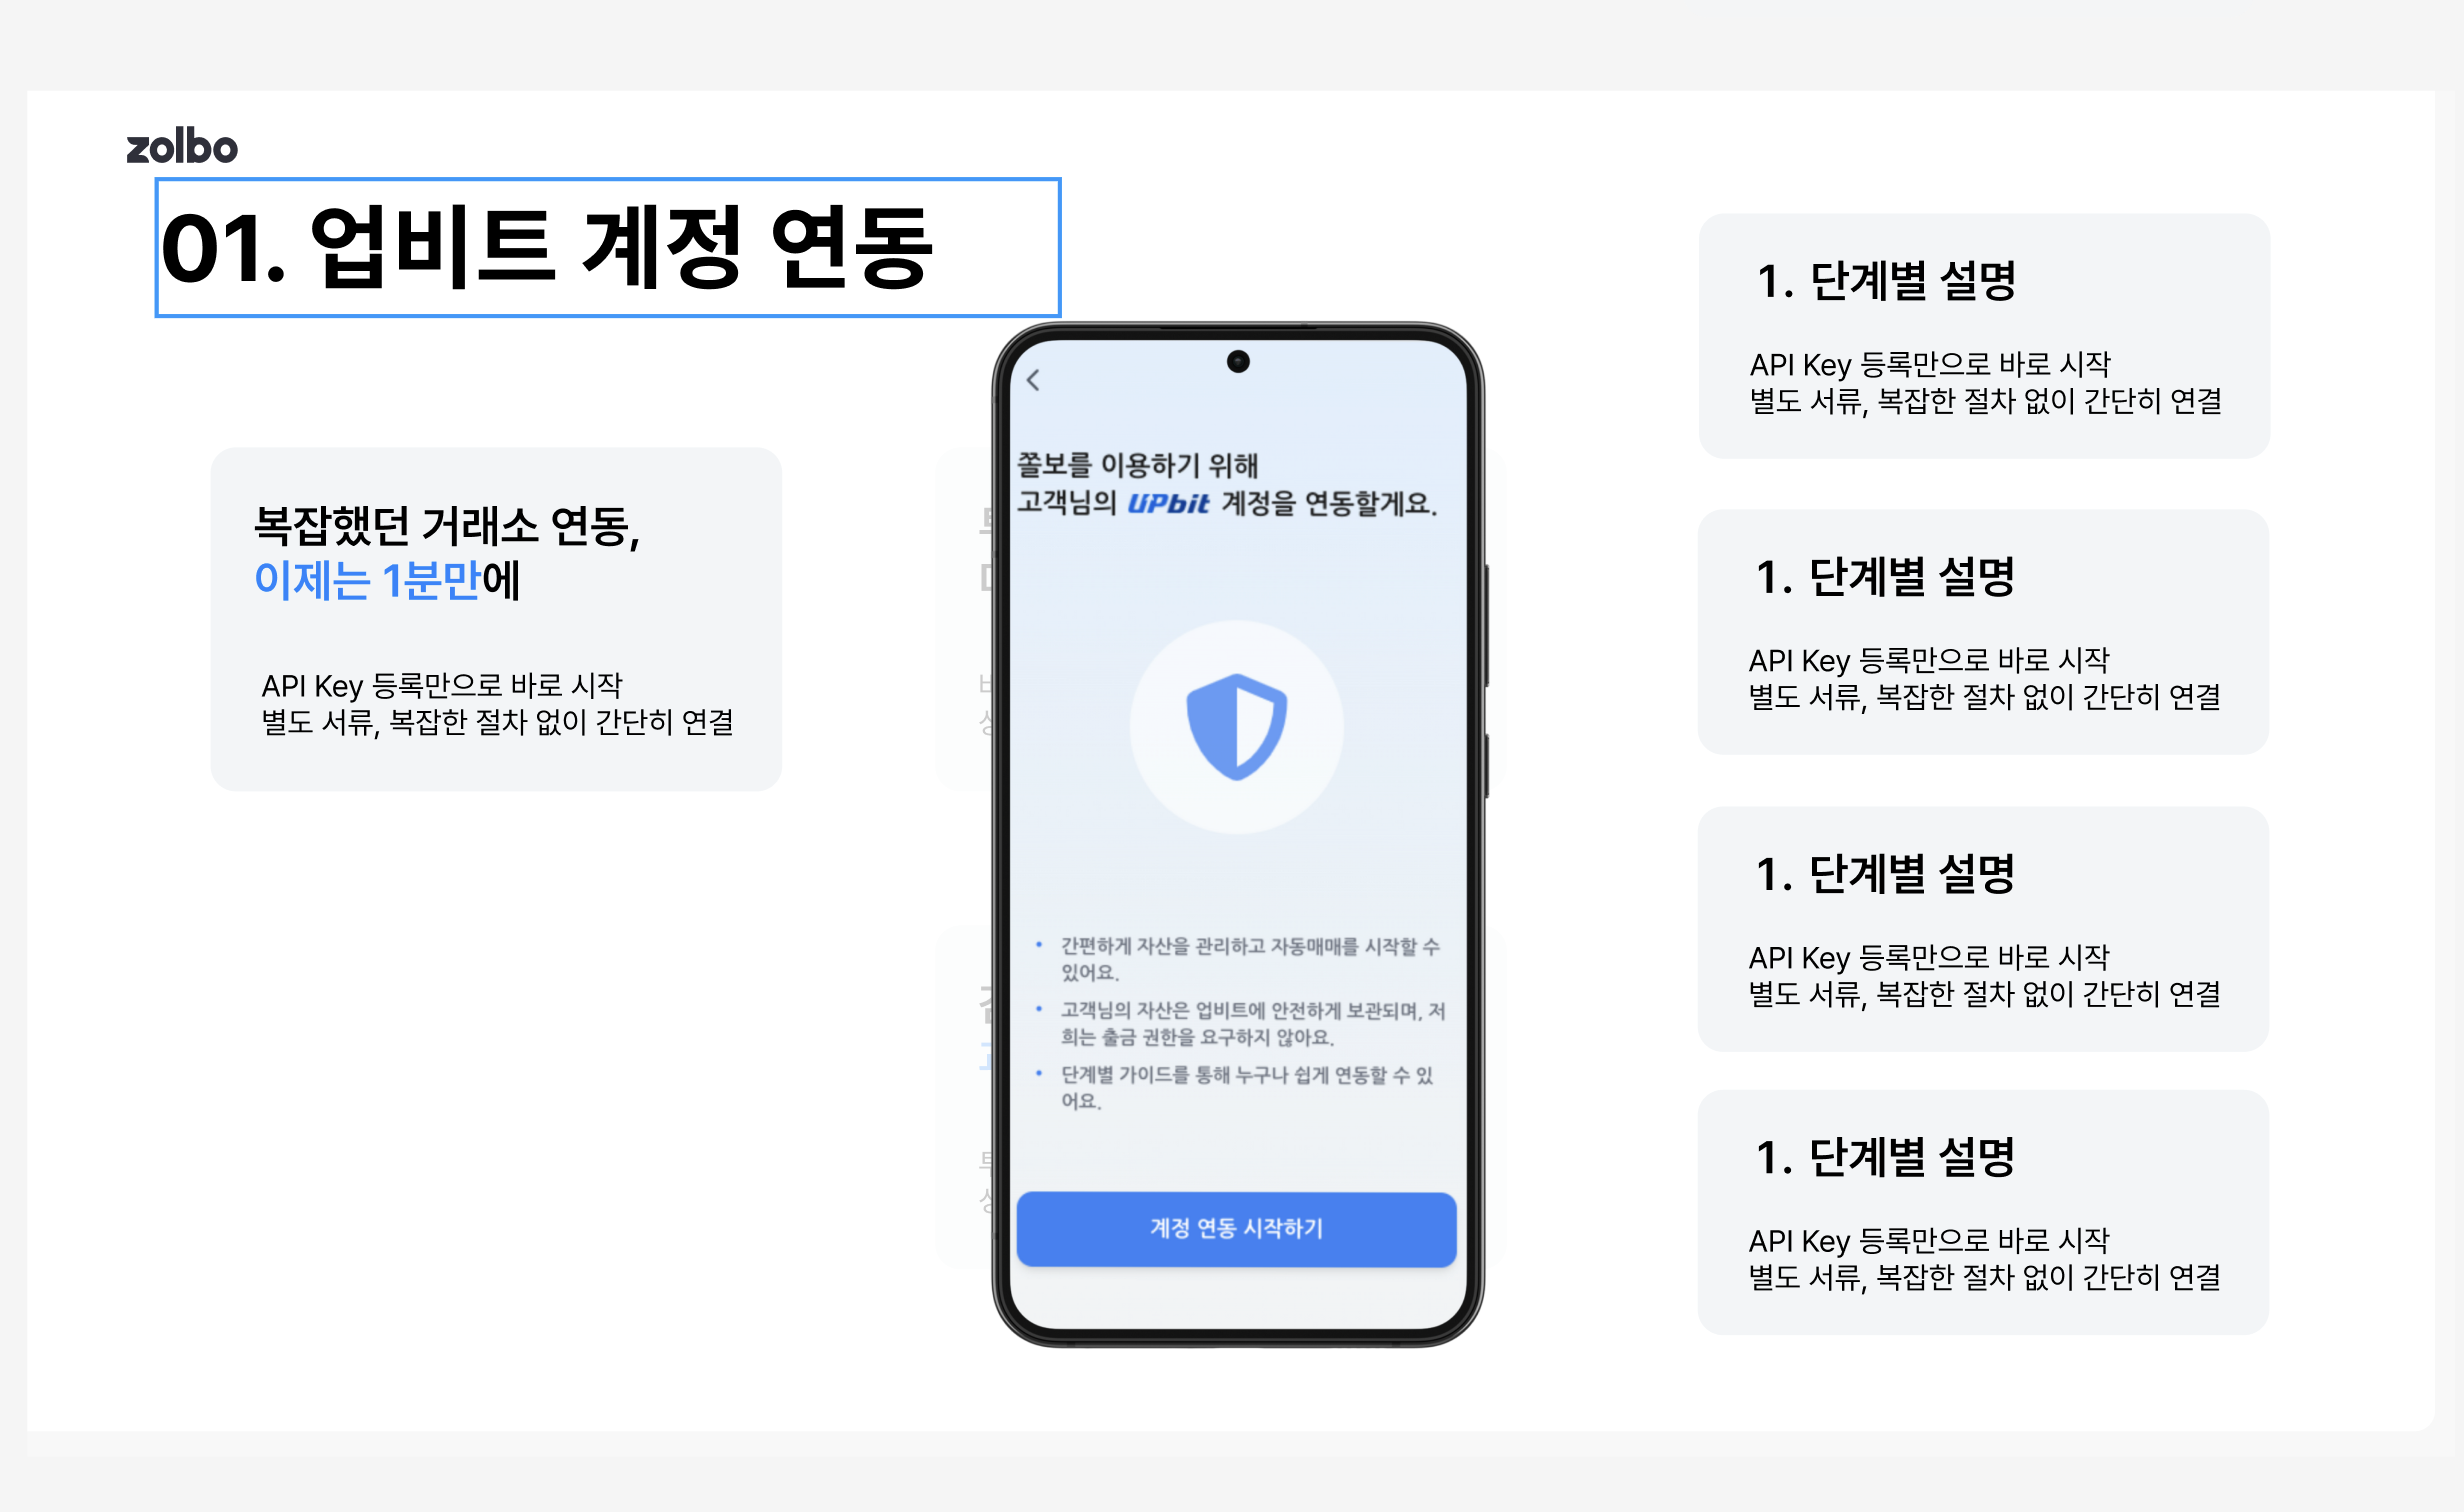 zolbo
01. 업비트 계정 연동
복잡했던 거래소 연동,
이제는 1분만에
API Key 등록만으로 바로 시작
별도 서류, 복잡한 절차 없이 간단히 연결
쫄보를 이용하기 위해
고객님의 UPbit 계정을 연동할게요.
• 간편하게 자산을 관리하고 자동매매를 시작할 수
있어요.
• 고객님의 자산은 업비트에 안전하게 보관되며, 저
희는 출금 권한을 요구하지 않아요.
• 단계별 가이드를 통해 누구나 쉽게 연동할 수 있
어요.
계정 연동 시작하기
1. 단계별 설명
API Key 등록만으로 바로 시작
별도 서류, 복잡한 절차 없이 간단히 연결
1. 단계별 설명
API Key 등록만으로 바로 시작
별도 서류, 복잡한 절차 없이 간단히 연결
1. 단계별 설명
API Key 등록만으로 바로 시작
별도 서류, 복잡한 절차 없이 간단히 연결
1. 단계별 설명
API Key 등록만으로 바로 시작
별도 서류, 복잡한 절차 없이 간단히 연결